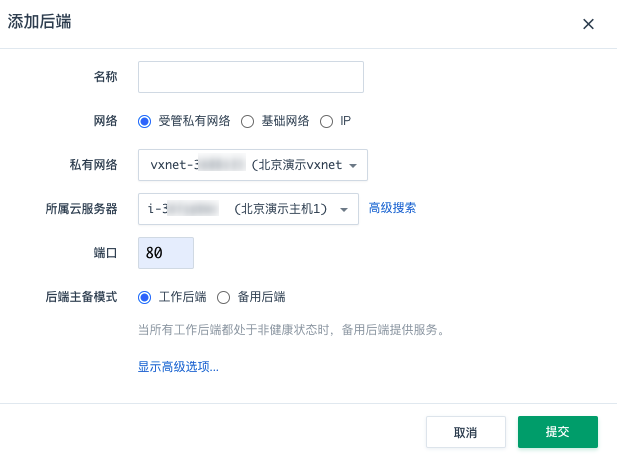 添加后端
名称
网络 受管私有网络 基础网络 IP
私有网络 vxnet-3 (北京演示vxnet
所属云服务器 i-3 (北京演示主机1) 高级搜索
端口 80
后端主备模式 工作后端 备用后端
当所有工作后端都处于非健康状态时，备用后端提供服务。
显示高级选项...
取消 提交